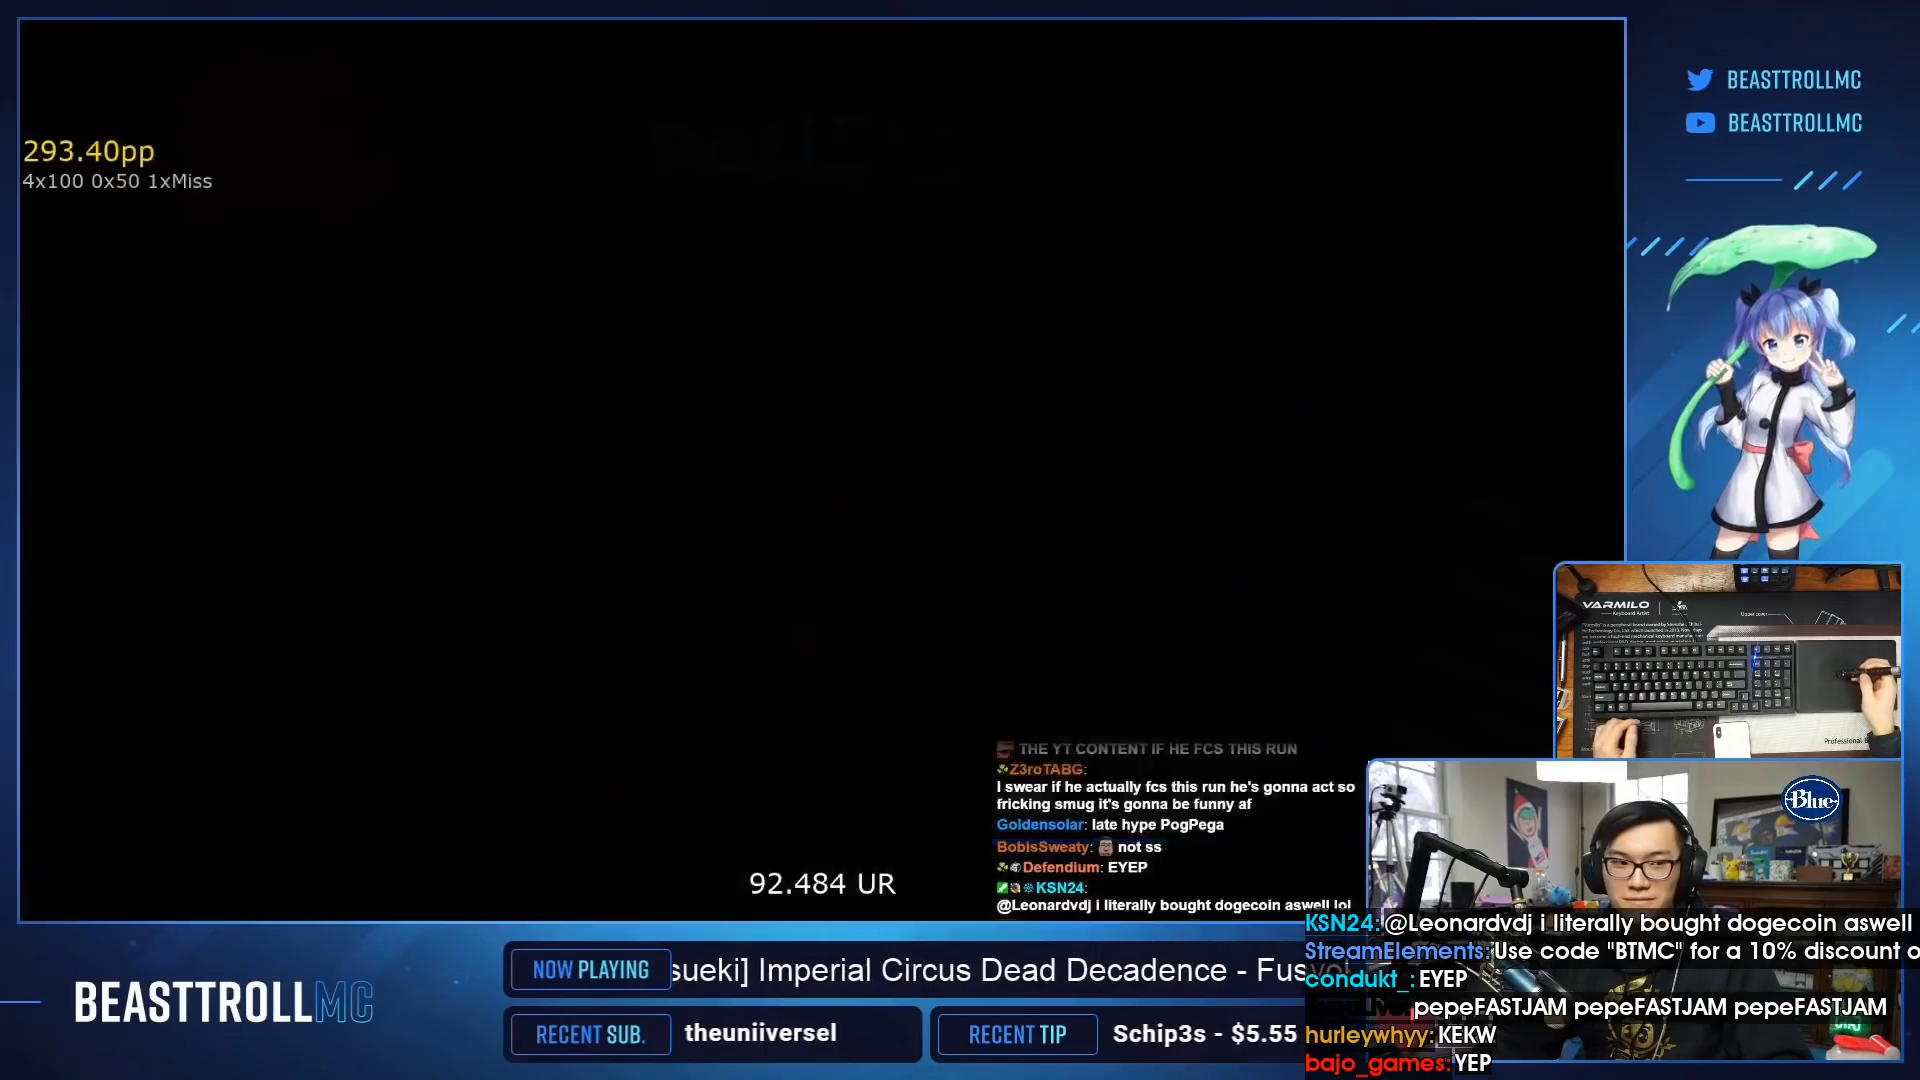 293.40pp
4x100 0x50 1xMiss
BEASTTROLLMC
BEASTTROLLMC
VARMILO
Keyboard Artist
Upper cover
Blue
THE YT CONTENT IF HE FCS THIS RUN
Z3roTABG:
I swear if he actually fcs this run he's gonna act so
fricking smug it's gonna be funny af
Goldensolar: late hype PogPega
BobIsSweaty: not ss
Defendium: EYEP
KSN24:
@Leonardvdj i literally bought dogecoin aswell lol
92.484 UR
KSN24: @Leonardvdj i literally bought dogecoin aswell
StreamElements: Use code "BTMC" for a 10% discount o
condukt_: EYEP
pepeFASTJAM pepeFASTJAM pepeFASTJAM
hurleywhyy: KEKW
bajo_games: YEP
BEASTTROLLMC
NOW PLAYING
sueki] Imperial Circus Dead Decadence - Fus
RECENT SUB.
theuniiversel
RECENT TIP
Schip3s - $5.55